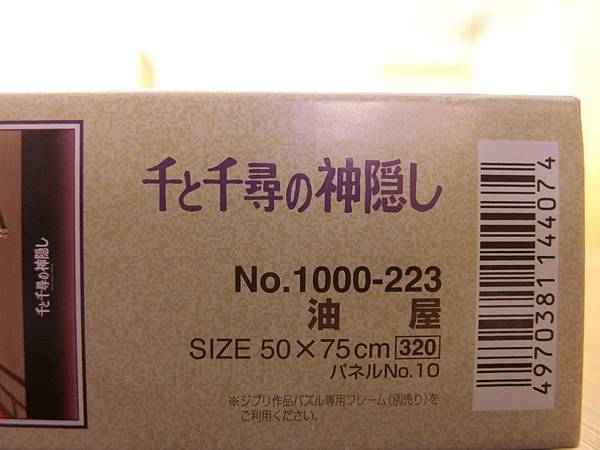 千と千尋の神隠し
千と千尋の神隠し
No.1000-223
油屋
SIZE 50×75cm 320
パネルNo.10
※ジブリ作品パズル専用フレーム(別売り)を
ご利用ください。
4970381144074